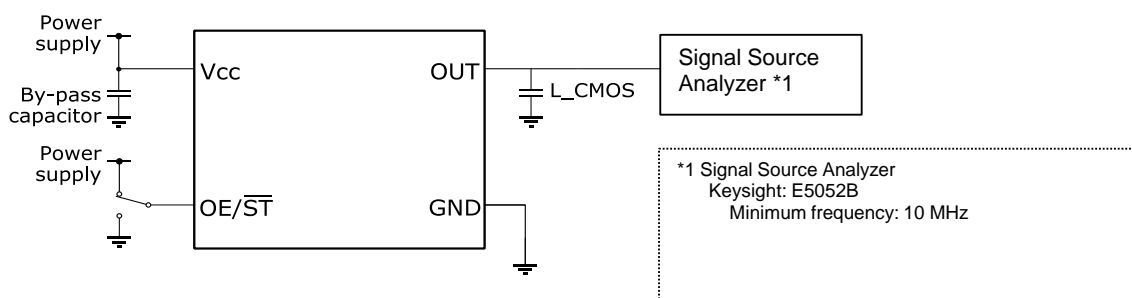 Power
supply
Vcc
By-pass
capacitor
Power
supply
OE/ST
OUT
GND
L_CMOS
Signal Source
Analyzer *1
*1 Signal Source Analyzer
Keysight: E5052B
Minimum frequency: 10 MHz